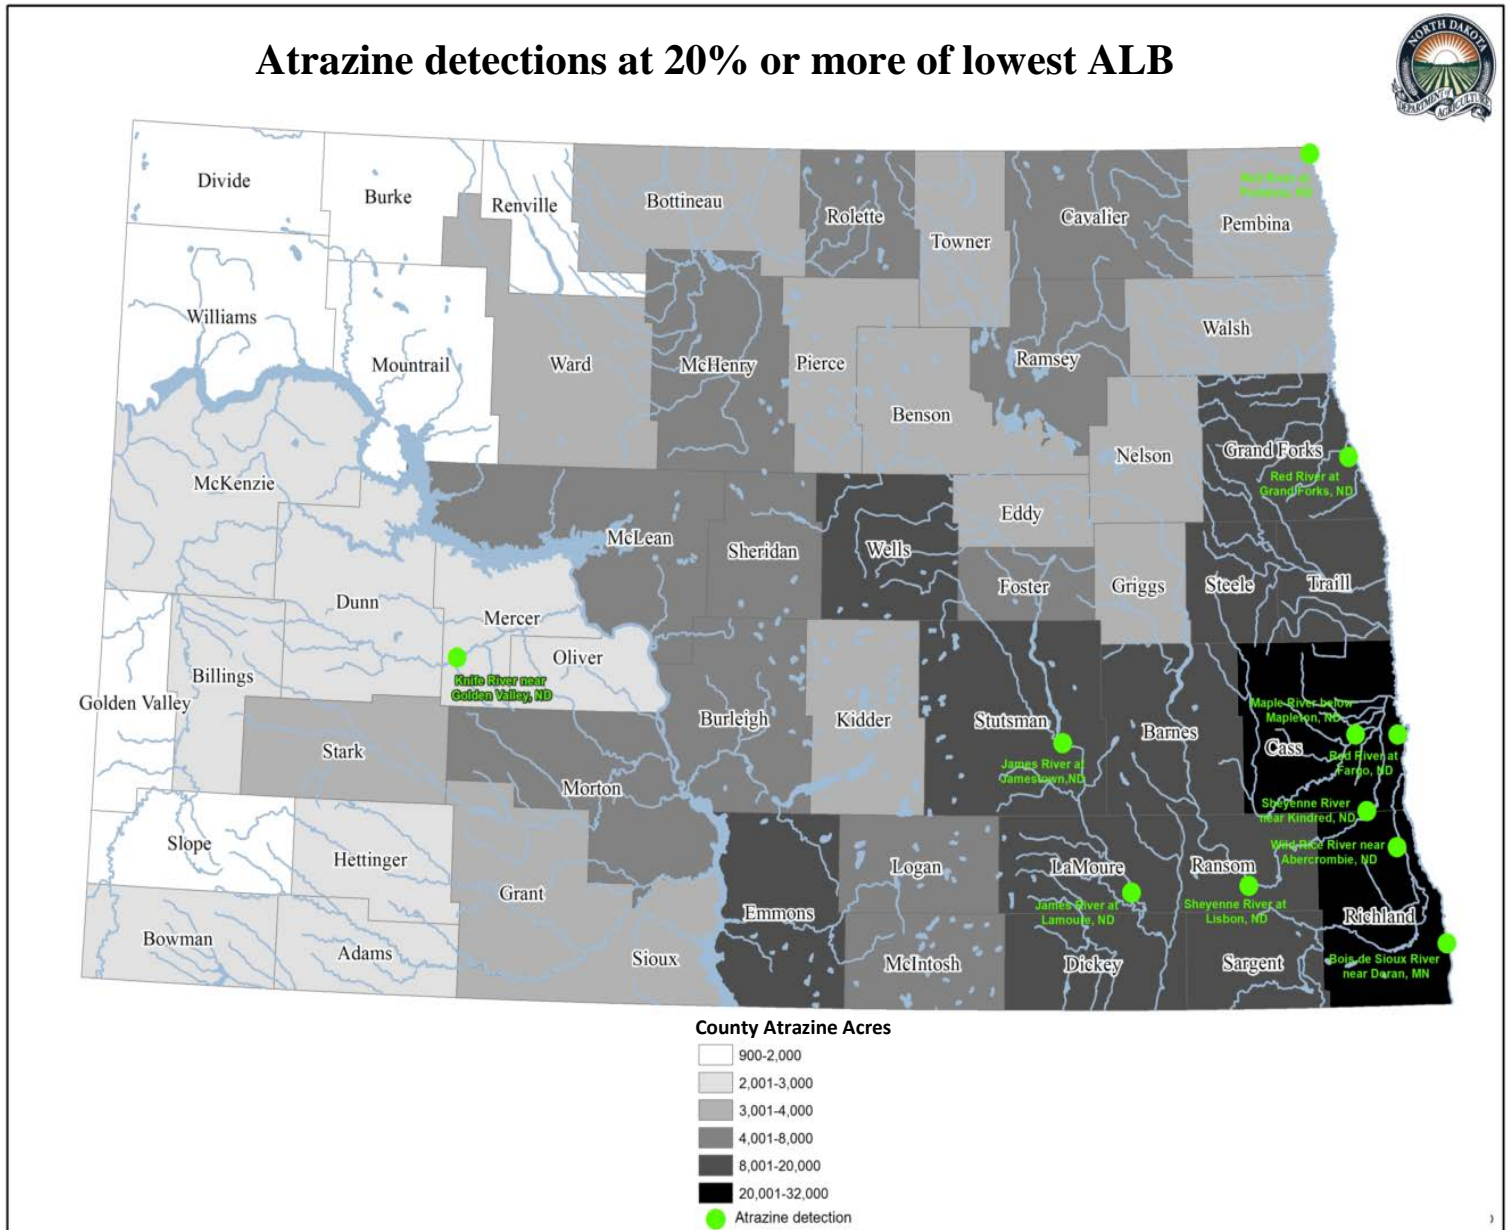 Atrazine detections at 20% or more of lowest ALB
NORTH DAKOTA
DEPARTMENT of
AGRICULTURE
Divide
Burke
Renville
Bottineau
Rolette
Towner
Cavalier
Pembina
Red River at
Pembina, ND
Williams
Mountrail
Ward
McHenry
Pierce
Benson
Ramsey
Walsh
Nelson
Grand Forks
Red River at
Grand Forks, ND
McKenzie
Dunn
Mercer
McLean
Sheridan
Wells
Eddy
Foster
Griggs
Steele
Traill
Golden Valley
Billings
Oliver
Knife River near
Golden Valley, ND
Stark
Morton
Burleigh
Kidder
Stutsman
James River at
Jamestown,ND
Barnes
Cass
Maple River below
Mapleton, ND
Red River at
Fargo, ND
Sheyenne River
near Kindred, ND
Slope
Hettinger
Grant
Bowman
Adams
Sioux
Emmons
Logan
McIntosh
LaMoure
James River at
Lamoure, ND
Dickey
Ransom
Sheyenne River at
Lisbon, ND
Sargent
Wild Rice River near
Abercrombie, ND
Richland
Bois de Sioux River
near Doran, MN
County Atrazine Acres
900-2,000
2,001-3,000
3,001-4,000
4,001-8,000
8,001-20,000
20,001-32,000
Atrazine detection